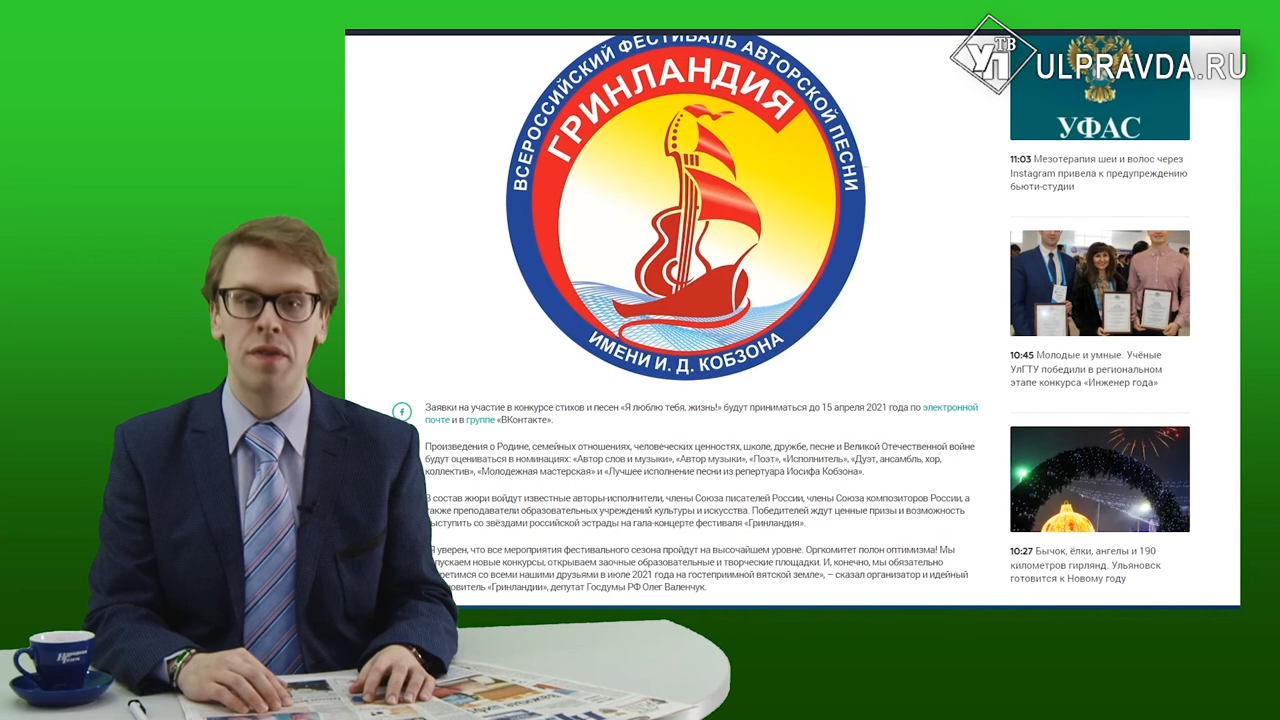 ВСЕРОССИЙСКИЙ ФЕСТИВАЛЬ АВТОРСКОЙ ПЕСНИ
ГРИНЛАНДИЯ
ИМЕНИ И. Д. КОБЗОНА
УП ТВ
ULPRAVDA.RU
УФАС
11:03 Мезотерапия шеи и волос через
Instagram привела к предупреждению
бьюти-студии
10:45 Молодые и умные. Учёные
УлГТУ победили в региональном
этапе конкурса «Инженер года»
10:27 Бычок, ёлки, ангелы и 190
километров гирлянд. Ульяновск
готовится к Новому году
Заявки на участие в конкурсе стихов и песен «Я люблю тебя, жизнь!» будут приниматься до 15 апреля 2021 года по электронной
почте и в группе «ВКонтакте».
Произведения о Родине, семейных отношениях, человеческих ценностях, школе, дружбе, песне и Великой Отечественной войне
будут оцениваться в номинациях: «Автор слов и музыки», «Автор музыки», «Поэт», «Исполнитель», «Дуэт, ансамбль, хор,
коллектив», «Молодежная мастерская» и «Лучшее исполнение песни из репертуара Иосифа Кобзона».
В состав жюри войдут известные авторы-исполнители, члены Союза писателей России, члены Союза композиторов России, а
также преподаватели образовательных учреждений культуры и искусства. Победителей ждут ценные призы и возможность
выступить со звёздами российской эстрады на гала-концерте фестиваля «Гринландия».
уверен, что все мероприятия фестивального сезона пройдут на высочайшем уровне. Оргкомитет полон оптимизма! Мы
пускаем новые конкурсы, открываем заочные образовательные и творческие площадки. И, конечно, мы обязательно
ретимся со всеми нашими друзьями в июле 2021 года на гостеприимной вятской земле», – сказал организатор и идейный
овитель «Гринландии», депутат Госдумы РФ Олег Валенчук.
Народная
Газета